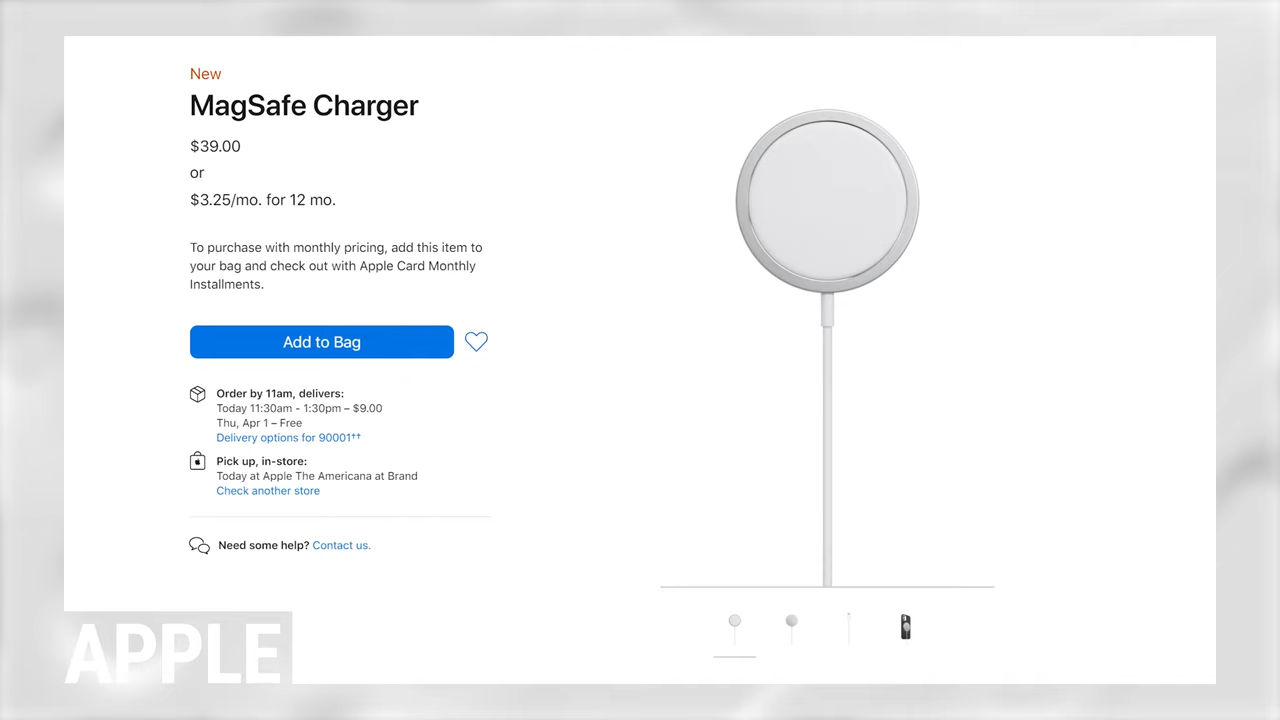 New
MagSafe Charger
$39.00
or
$3.25/mo. for 12 mo.
To purchase with monthly pricing, add this item to
your bag and check out with Apple Card Monthly
Installments.
Add to Bag
Order by 11am, delivers:
Today 11:30am - 1:30pm – $9.00
Thu, Apr 1 – Free
Delivery options for 90001††
Pick up, in-store:
Today at Apple The Americana at Brand
Check another store
Need some help? Contact us.
APPLE